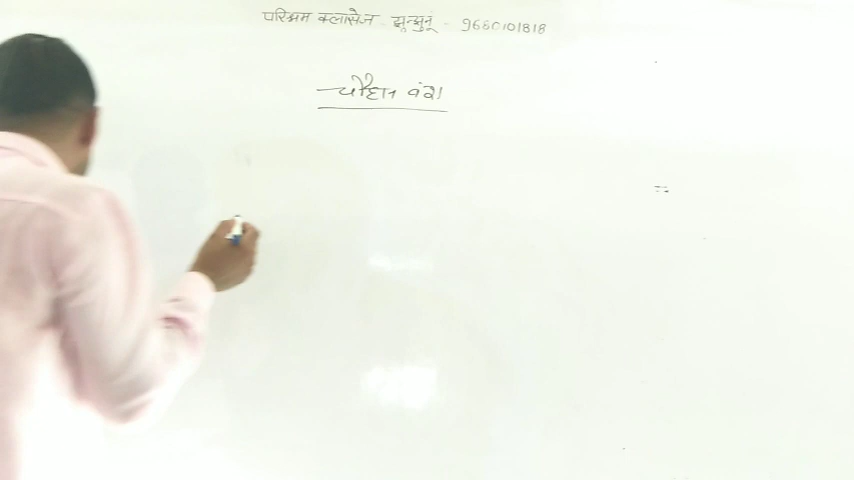 परिश्रम क्लासेज - झुन्झुनूं - 9680101818
चौहान वंश